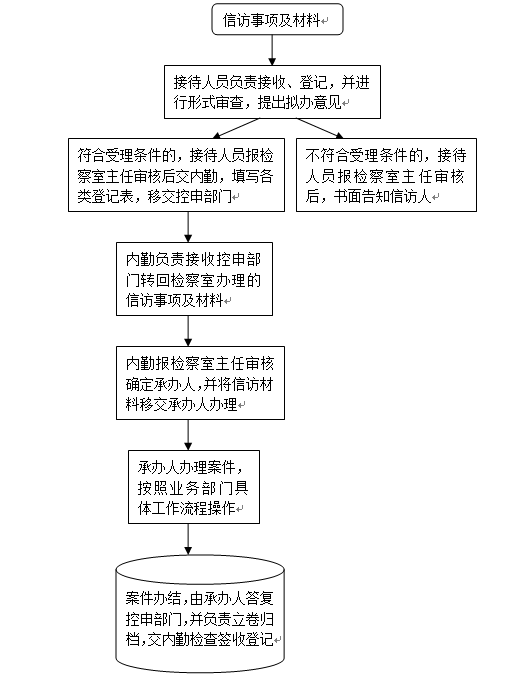 信访事项及材料
接待人员负责接收、登记，并进
行形式审查，提出拟办意见
符合受理条件的，接待人员报检
察室主任审核后交内勤，填写各
类登记表，移交控申部门
不符合受理条件的，接待
人员报检察室主任审核
后，书面告知信访人
内勤负责接收控申部
门转回检察室办理的
信访事项及材料
内勤报检察室主任审核
确定承办人，并将信访材
料移交承办人办理
承办人办理案件，
按照业务部门具
体工作流程操作
案件办结，由承办人答复
控申部门，并负责立卷归
档，交内勤检查签收登记